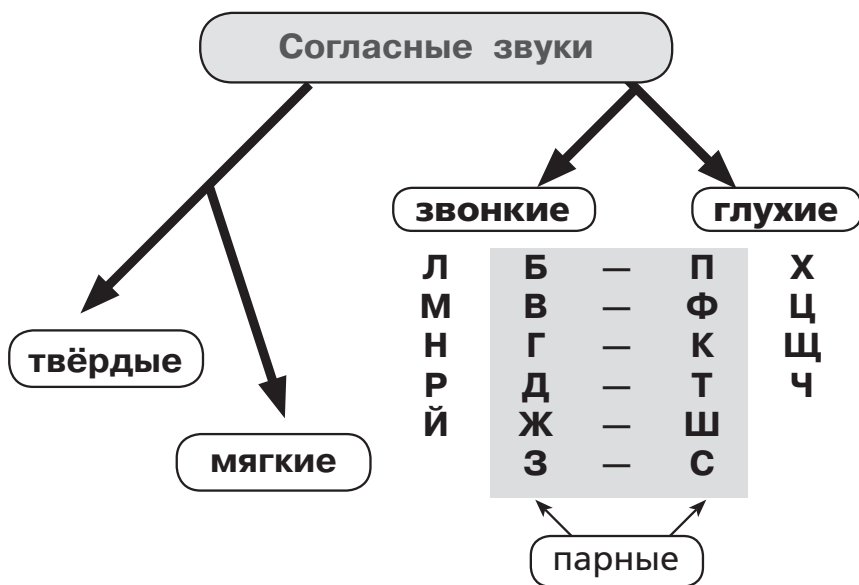 Согласные звуки
звонкие глухие
Л Б — П Х
М В — Ф Ц
Н Г — К Щ
Р Д — Т Ч
Й Ж — Ш
З — С
твёрдые
мягкие
парные